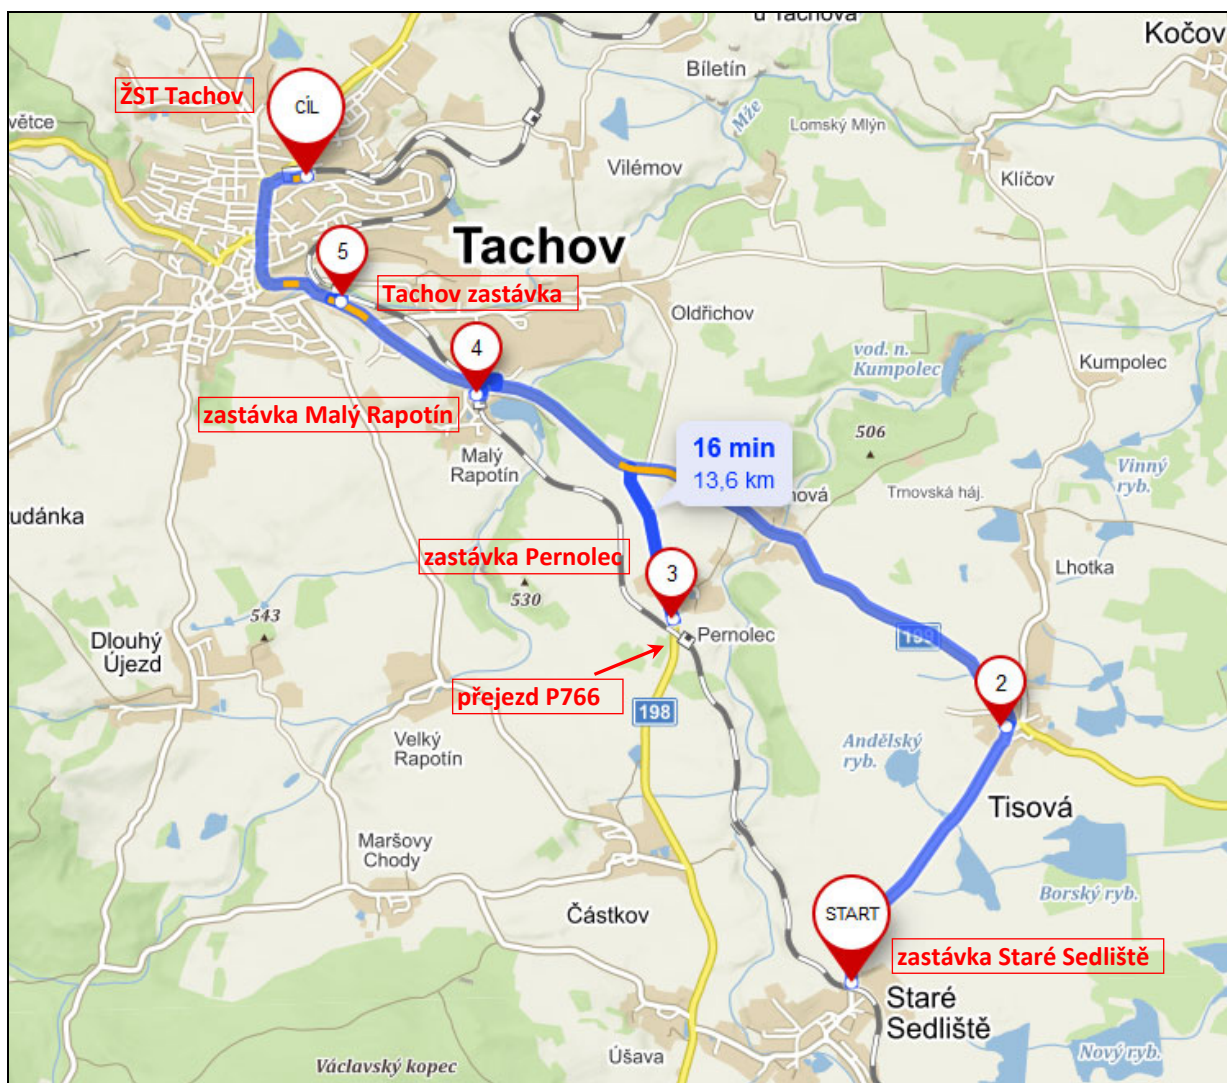 u Tachova
Kočov
Bíletín
ŽST Tachov
CÍL
větce
Mže
Lomský Mlýn
Vilémov
Klíčov
Tachov
5
Tachov zastávka
Oldřichov
4
vod. n.
Kumpolec
Kumpolec
zastávka Malý Rapotín
16 min
13,6 km
506
Malý
Rapotín
Vinný
ryb.
Trnovská háj.
nová
udánka
zastávka Pernolec
3
Lhotka
530
543
Dlouhý
Újezd
Pernolec
199
přejezd P766
2
198
Velký
Rapotín
Andělský
ryb.
Tisová
Maršovy
Chody
Borský ryb.
Částkov
START
zastávka Staré Sedliště
Staré
Sedliště
Úšava
Nový ryb.
Václavský kopec